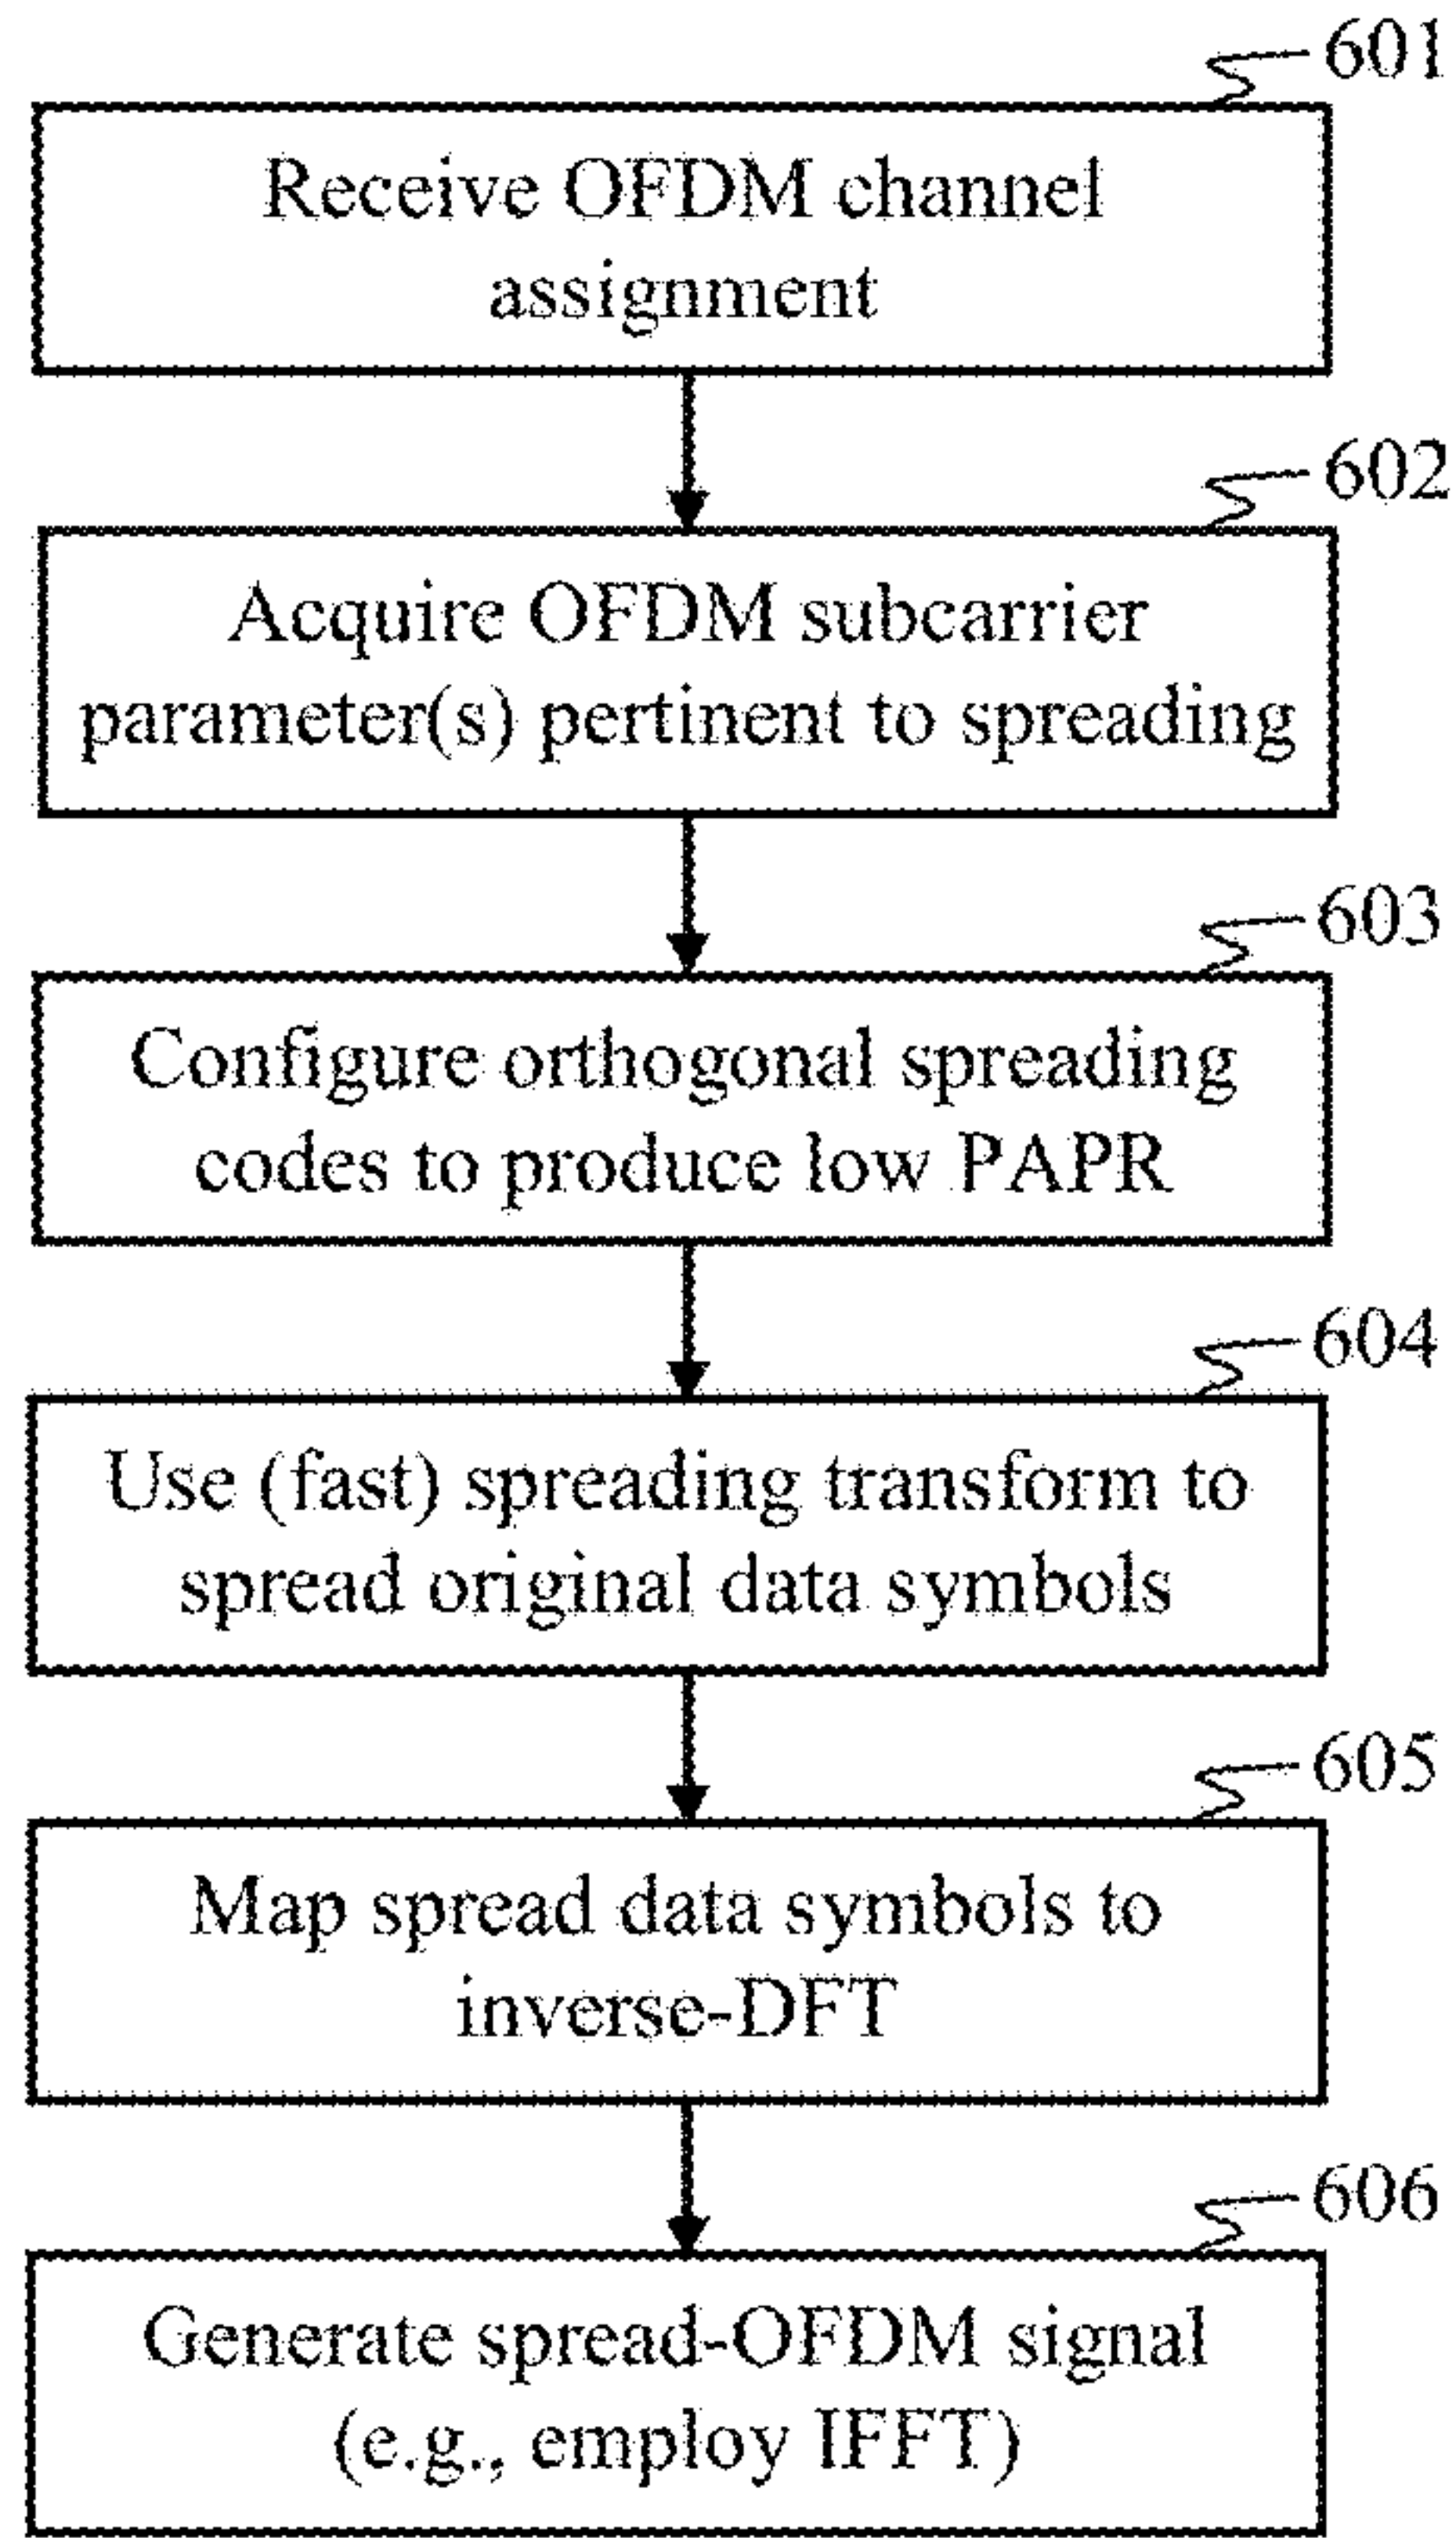 601
Receive OFDM channel
assignment
602
Acquire OFDM subcarrier
parameter(s) pertinent to spreading
603
Configure orthogonal spreading
codes to produce low PAPR
604
Use (fast) spreading transform to
spread original data symbols
605
Map spread data symbols to
inverse-DFT
606
Generate spread-OFDM signal
(e.g., employ IFFT)